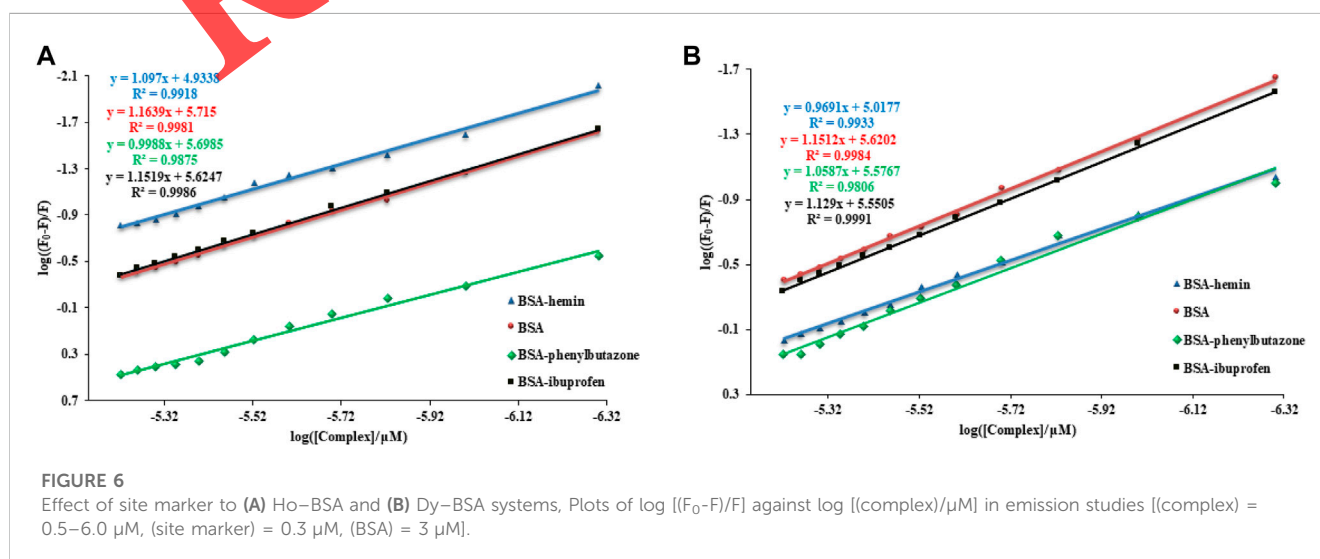 A
y = 1.097x + 4.9338
R² = 0.9918
y = 1.1639x + 5.715
R² = 0.9981
y = 0.9988x + 5.6985
R² = 0.9875
y = 1.1519x + 5.6247
R² = 0.9986
-2.1
-1.7
-1.3
-0.9
-0.5
-0.1
0.3
0.7
log((F₀-F)/F)
BSA-hemin
BSA
BSA-phenylbutazone
BSA-ibuprofen
-5.32 -5.52 -5.72 -5.92 -6.12 -6.32
log([Complex]/µM)
B
y = 0.9691x + 5.0177
R² = 0.9933
y = 1.1512x + 5.6202
R² = 0.9984
y = 1.0587x + 5.5767
R² = 0.9806
y = 1.129x + 5.5505
R² = 0.9991
-1.7
-1.3
-0.9
-0.5
-0.1
0.3
log((F₀-F)/F)
BSA-hemin
BSA
BSA-phenylbutazone
BSA-ibuprofen
-5.32 -5.52 -5.72 -5.92 -6.12 -6.32
log([Complex]/µM)
FIGURE 6
Effect of site marker to (A) Ho–BSA and (B) Dy–BSA systems, Plots of log [(F₀-F)/F] against log [(complex)/µM] in emission studies [(complex) =
0.5–6.0 µM, (site marker) = 0.3 µM, (BSA) = 3 µM].